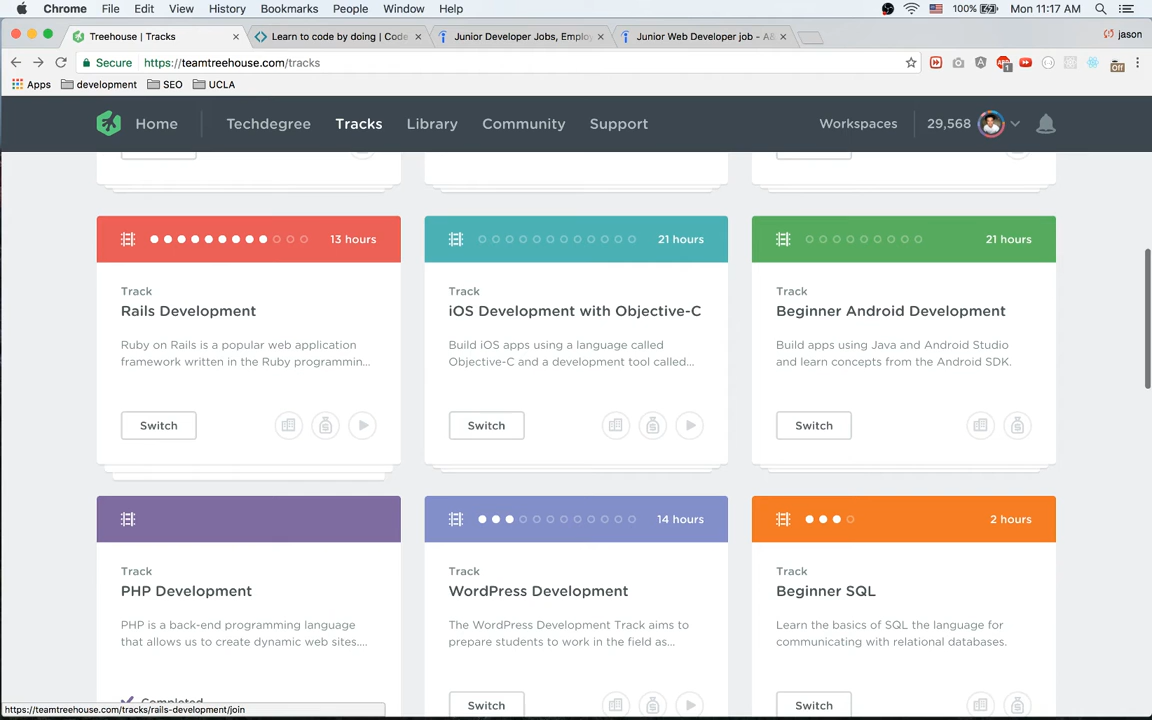 Chrome File Edit View History Bookmarks People Window Help 100% Mon 11:17 AM
Treehouse | Tracks Learn to code by doing | Code Junior Developer Jobs, Employ Junior Web Developer job - A& jason
Secure https://teamtreehouse.com/tracks
Apps development SEO UCLA ABP 1 Off
Home Techdegree Tracks Library Community Support Workspaces 29,568
13 hours 21 hours 21 hours
Track Track Track
Rails Development iOS Development with Objective-C Beginner Android Development
Ruby on Rails is a popular web application Build iOS apps using a language called Build apps using Java and Android Studio
framework written in the Ruby programmin... Objective-C and a development tool called... and learn concepts from the Android SDK.
Switch Switch Switch
14 hours 2 hours
Track Track Track
PHP Development WordPress Development Beginner SQL
PHP is a back-end programming language The WordPress Development Track aims to Learn the basics of SQL the language for
that allows us to create dynamic web sites.... prepare students to work in the field as... communicating with relational databases.
Completed Switch Switch
https://teamtreehouse.com/tracks/rails-development/join